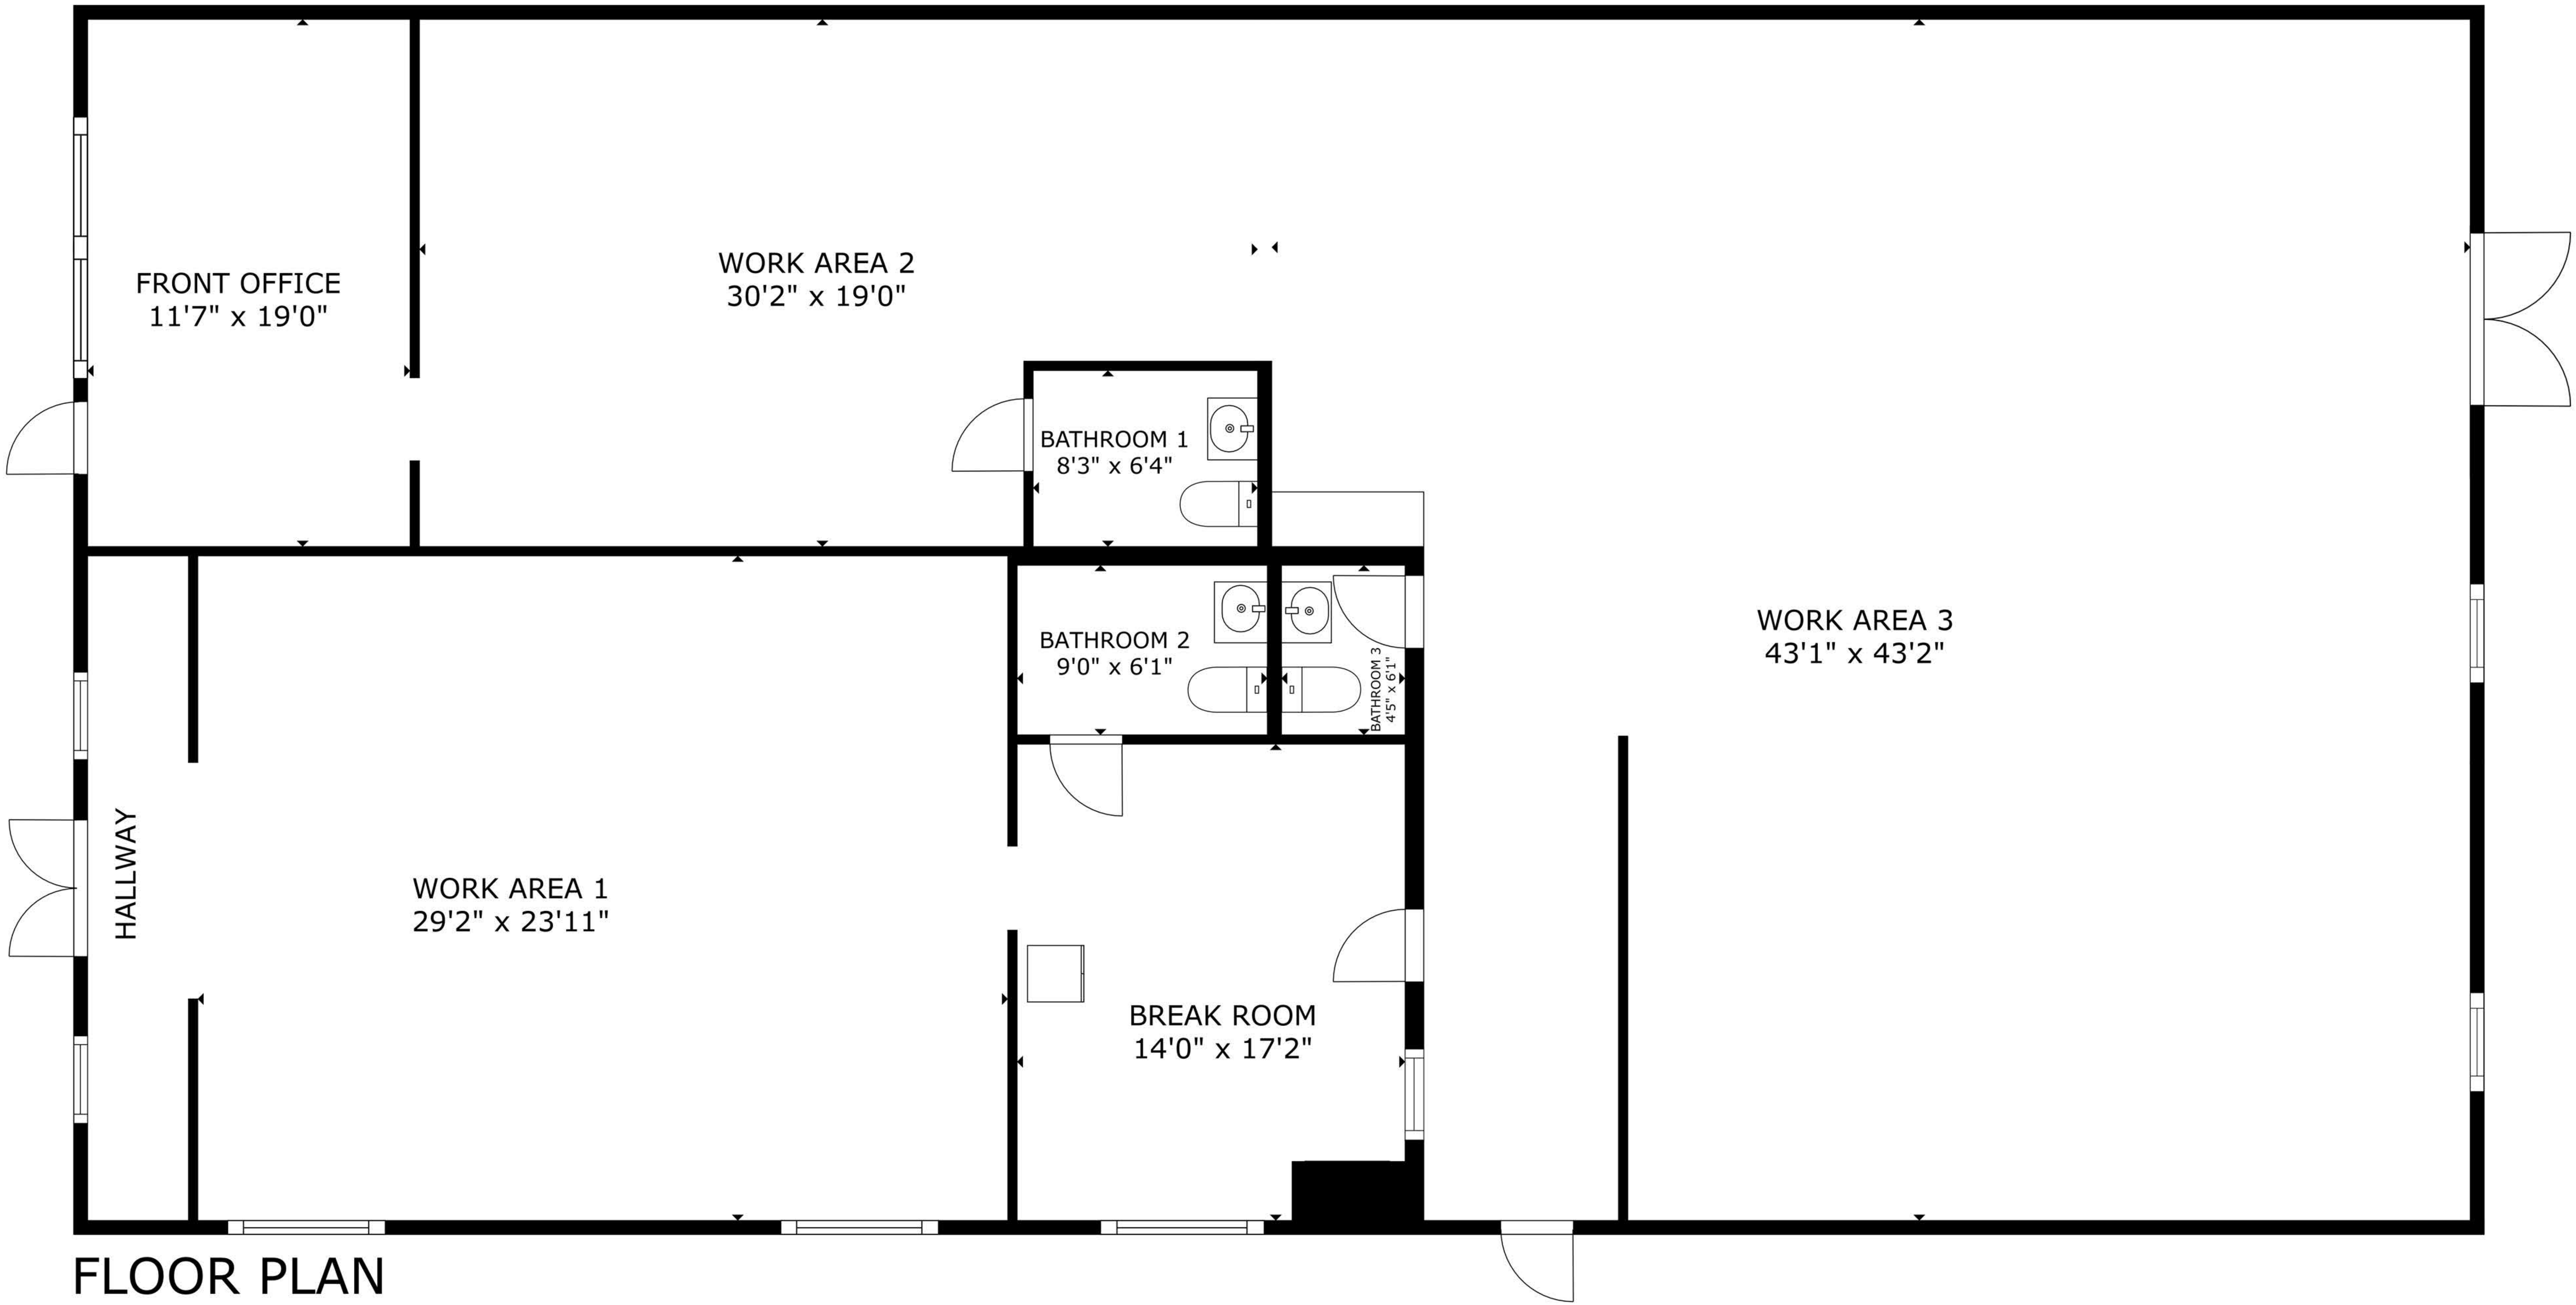 FRONT OFFICE
11'7" x 19'0"
WORK AREA 2
30'2" x 19'0"
BATHROOM 1
8'3" x 6'4"
BATHROOM 2
9'0" x 6'1"
BATHROOM 3
4'5" x 6'1"
WORK AREA 3
43'1" x 43'2"
HALLWAY
WORK AREA 1
29'2" x 23'11"
BREAK ROOM
14'0" x 17'2"
FLOOR PLAN